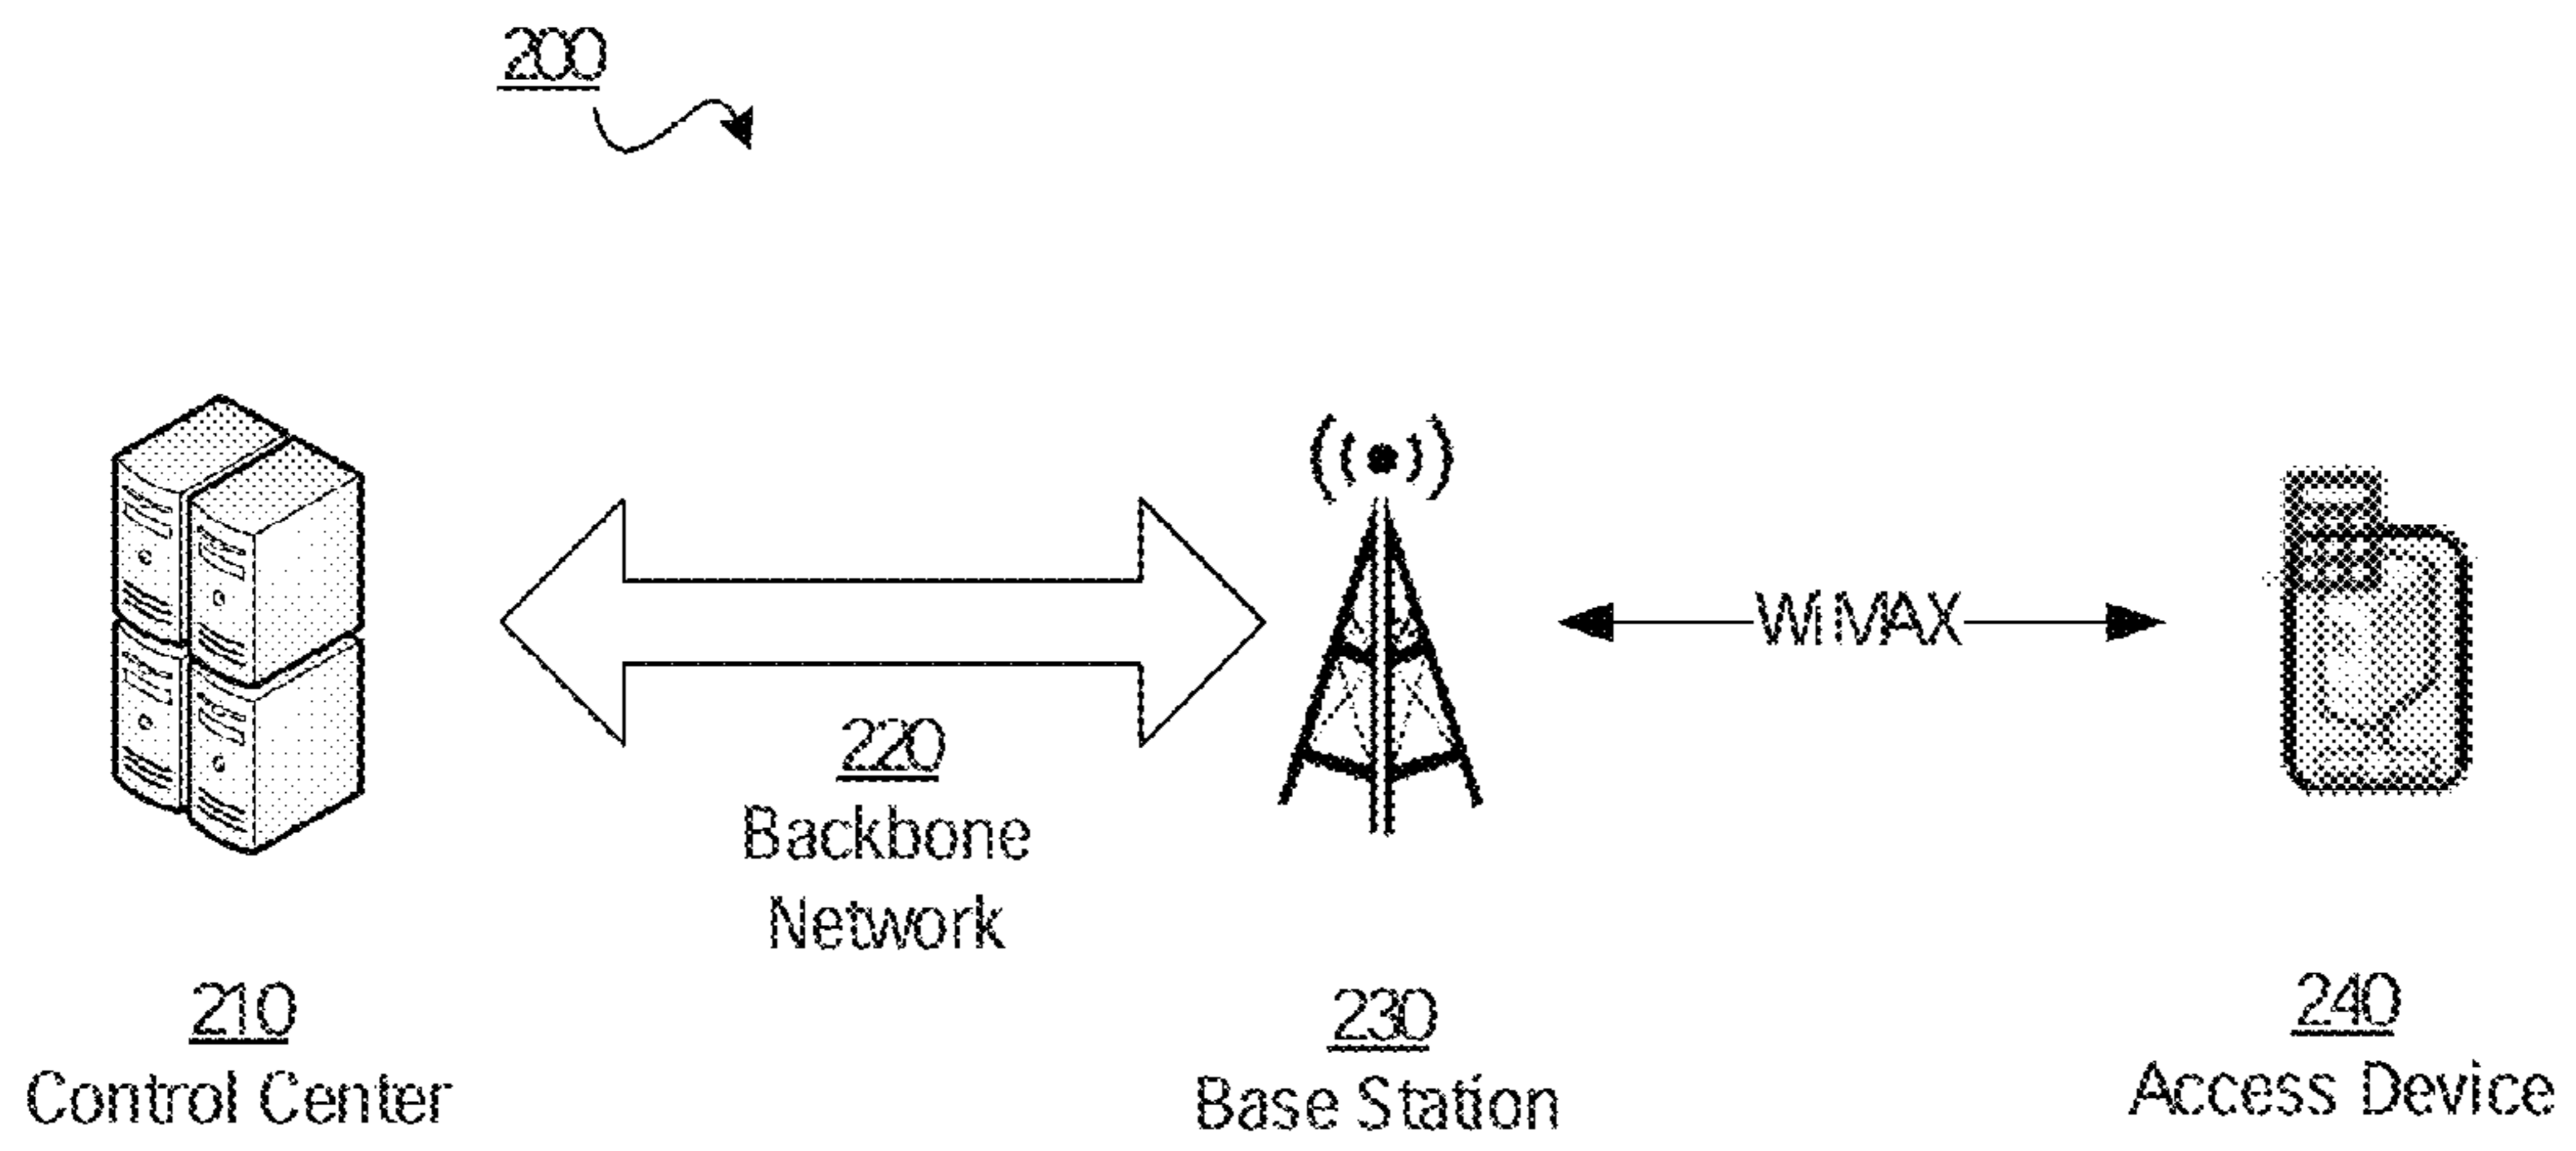 200
WiMAX
220
Backbone
Network
210
Control Center
230
Base Station
240
Access Device